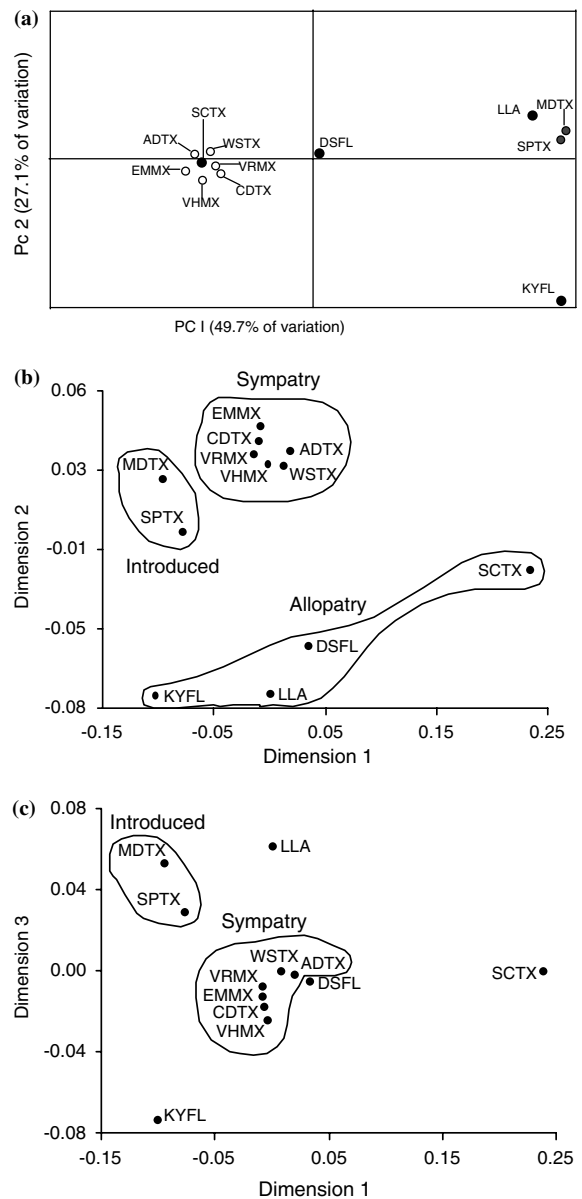 (a)
Pc 2 (27.1% of variation)
SCTX
ADTX
WSTX
EMMX
VRMX
CDTX
VHMX
DSFL
LLA
MDTX
SPTX
KYFL
PC I (49.7% of variation)
(b)
Dimension 2
0.06
0.03
-0.01
-0.05
-0.08
Sympatry
EMMX
CDTX
ADTX
VRMX
VHMX
WSTX
MDTX
SPTX
Introduced
Allopatry
SCTX
DSFL
KYFL
LLA
-0.15
-0.05
0.05
0.15
0.25
Dimension 1
(c)
Dimension 3
0.08
0.04
0.00
-0.04
-0.08
Introduced
MDTX
SPTX
LLA
Sympatry
WSTX
ADTX
VRMX
EMMX
DSFL
CDTX
VHMX
SCTX
KYFL
-0.15
-0.05
0.05
0.15
0.25
Dimension 1